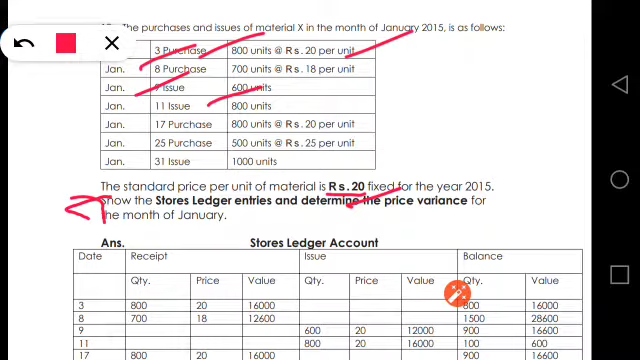 The purchases and issues of material X in the month of January 2015, is as follows:
3 Purchase 800 units @ Rs. 20 per unit
Jan. 8 Purchase 700 units @ Rs. 18 per unit
Jan. 9 Issue 600 units
Jan. 11 Issue 800 units
Jan. 17 Purchase 800 units @ Rs. 20 per unit
Jan. 25 Purchase 500 units @ Rs. 25 per unit
Jan. 31 Issue 1000 units
The standard price per unit of material is Rs. 20 fixed for the year 2015.
Show the Stores Ledger entries and determine the price variance for
the month of January.
Ans. Stores Ledger Account
Date Receipt Issue Balance
Qty. Price Value Qty. Price Value Qty. Value
3 800 20 16000 800 16000
8 700 18 12600 1500 28600
9 600 20 12000 900 16600
11 800 20 16000 100 600
17 800 20 16000 900 16600